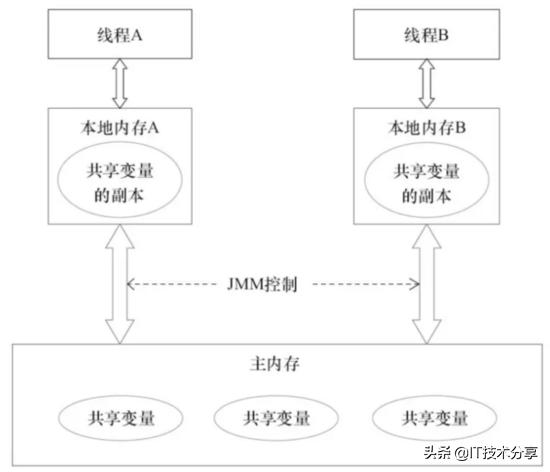 线程A
线程B
本地内存A
本地内存B
共享变量
的副本
共享变量
的副本
JMM控制
主内存
共享变量
共享变量
共享变量
头条 @IT技术分享